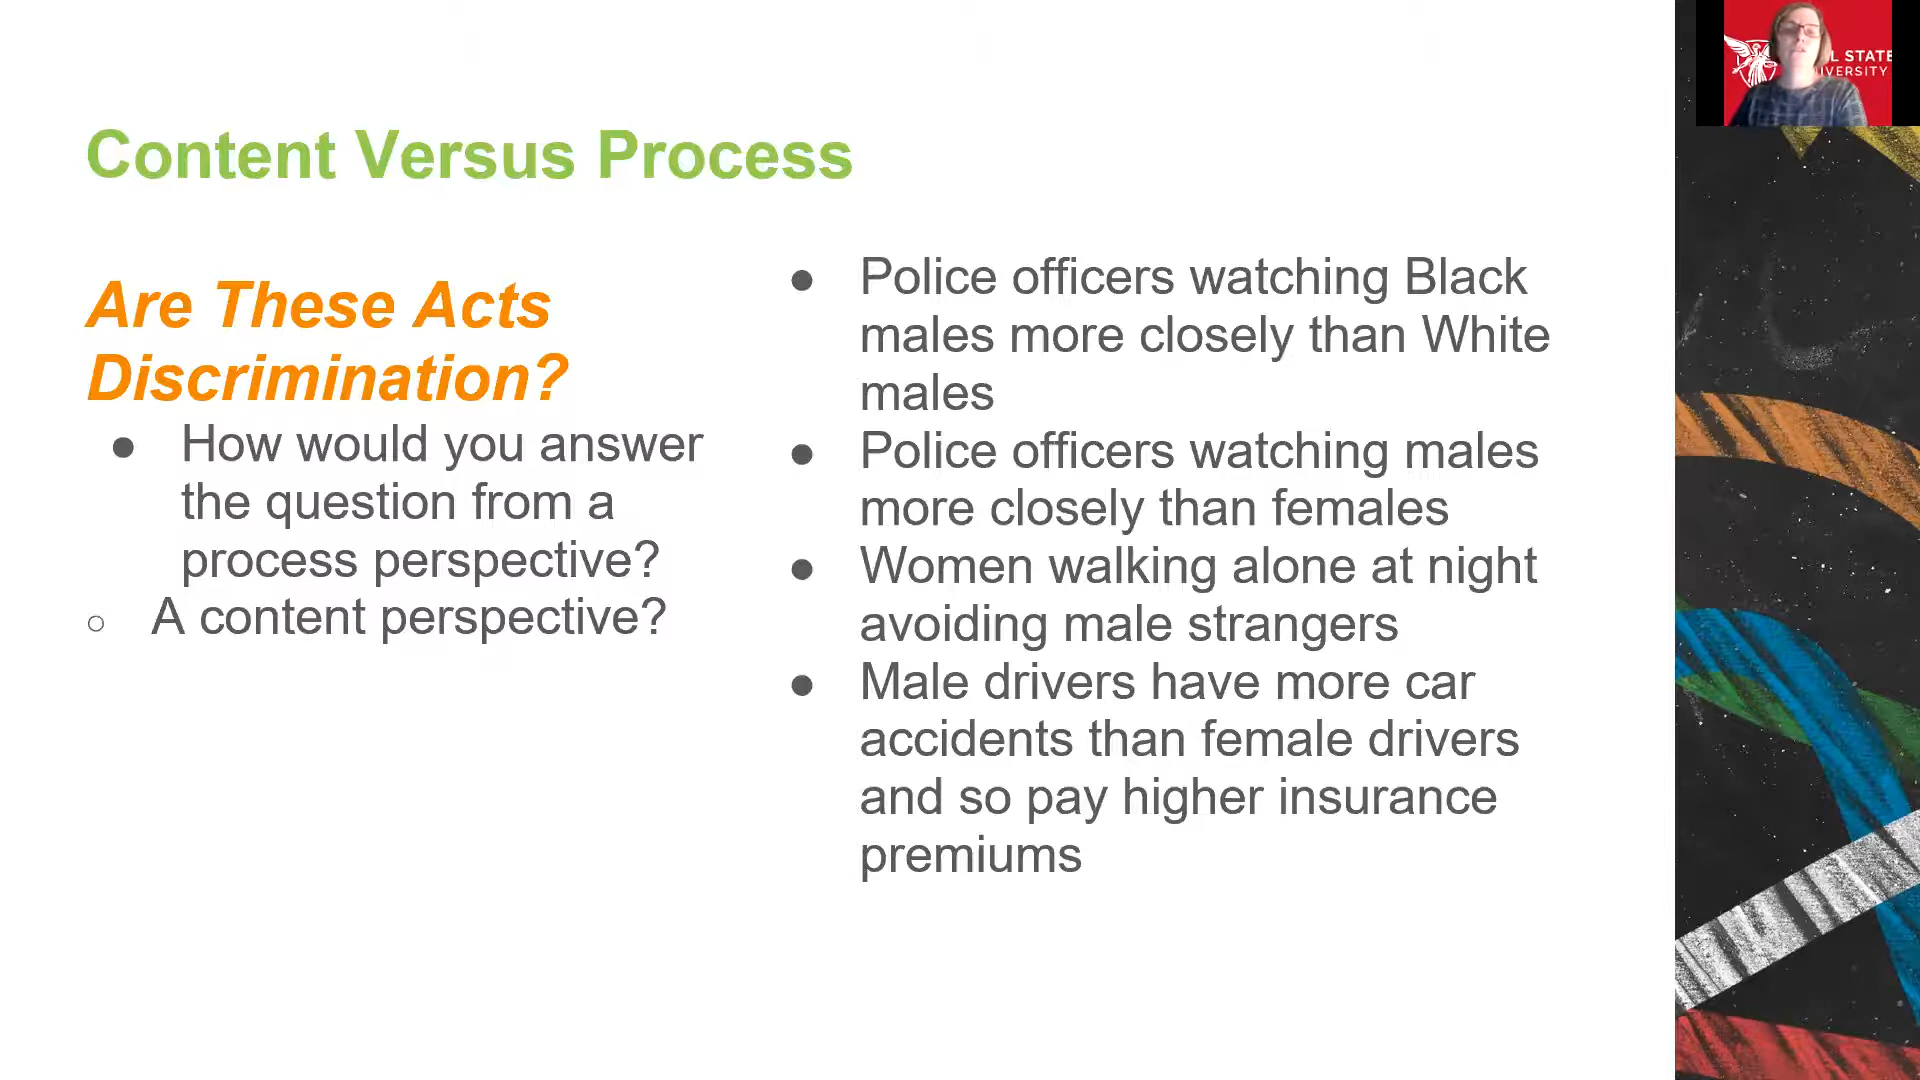 Content Versus Process
Are These Acts
Discrimination?
● How would you answer
the question from a
process perspective?
○ A content perspective?
● Police officers watching Black
males more closely than White
males
● Police officers watching males
more closely than females
● Women walking alone at night
avoiding male strangers
● Male drivers have more car
accidents than female drivers
and so pay higher insurance
premiums
L STATE
IVERSITY